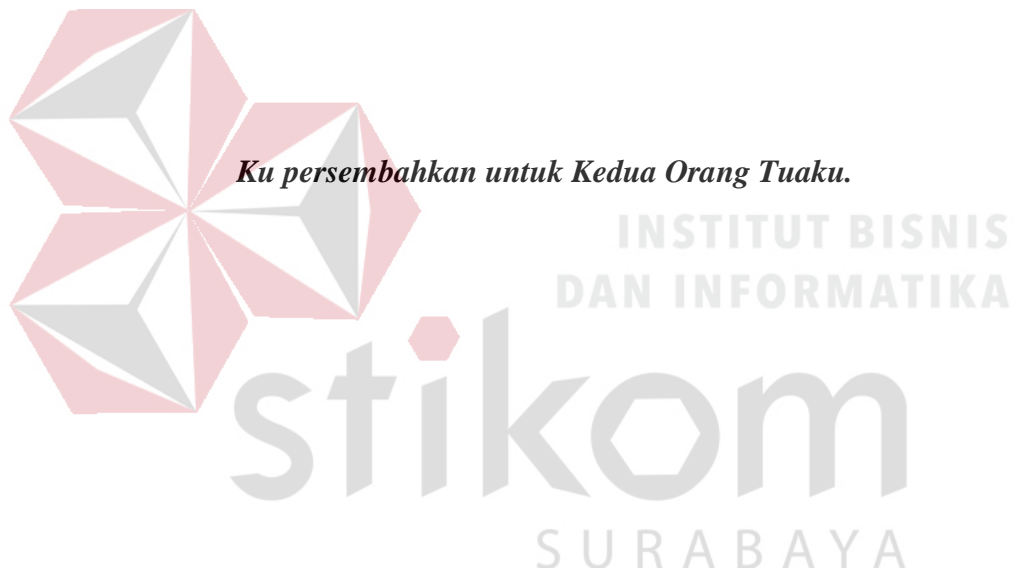 Ku persembahkan untuk Kedua Orang Tuaku.
INSTITUT BISNIS
DAN INFORMATIKA
stikom
SURABAYA